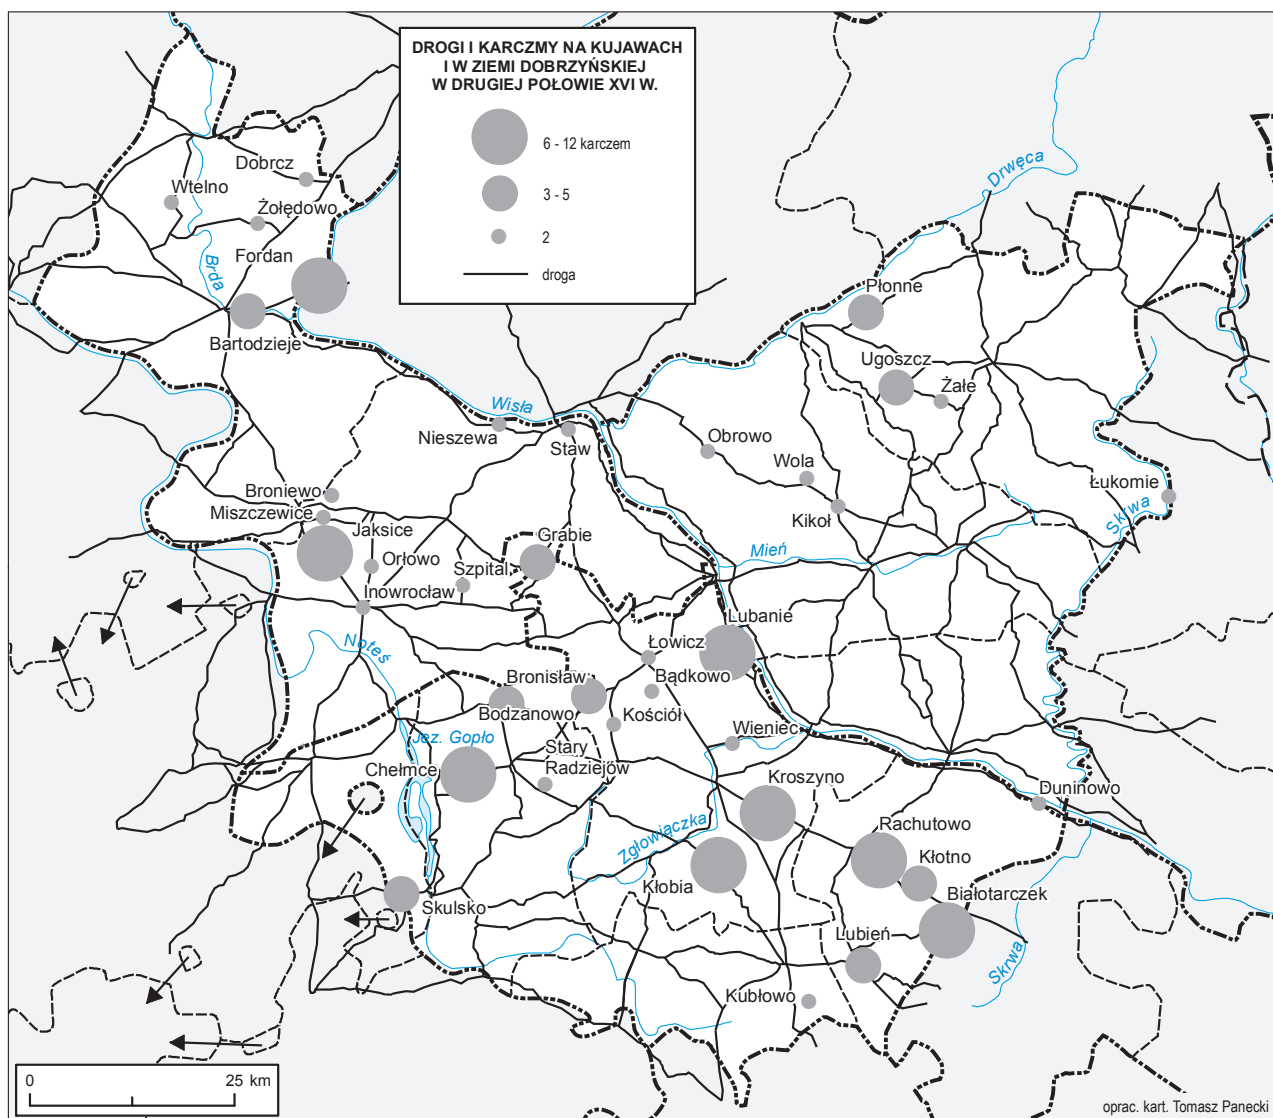 DROGI I KARCZMY NA KUJAWACH
I W ZIEMI DOBRZYŃSKIEJ
W DRUGIEJ POŁOWIE XVI W.
6 - 12 karczem
3 - 5
2
droga
Dobrcz
Wtelno
Żołędowo
Fordan
Brda
Bartodzieje
Drwęca
Płonne
Ugoszcz
Żałe
Wisła
Nieszewa
Staw
Obrowo
Wola
Kikoł
Łukomie
Skrwa
Broniewo
Miszczewice
Jaksice
Orłowo
Szpital
Grabie
Inowrocław
Mień
Lubanie
Noteś
Łowicz
Bądkowo
Bronisław
Bodzanowo
Kościół
Wieniec
Jez. Gopło
Chełmce
Stary
Radziejów
Kroszyno
Duninowo
Zgłowiączka
Rachutowo
Kłotno
Kłobia
Białotarczek
Skulsko
Lubień
Skrwa
Kubłowo
0 25 km
oprac. kart. Tomasz Panecki